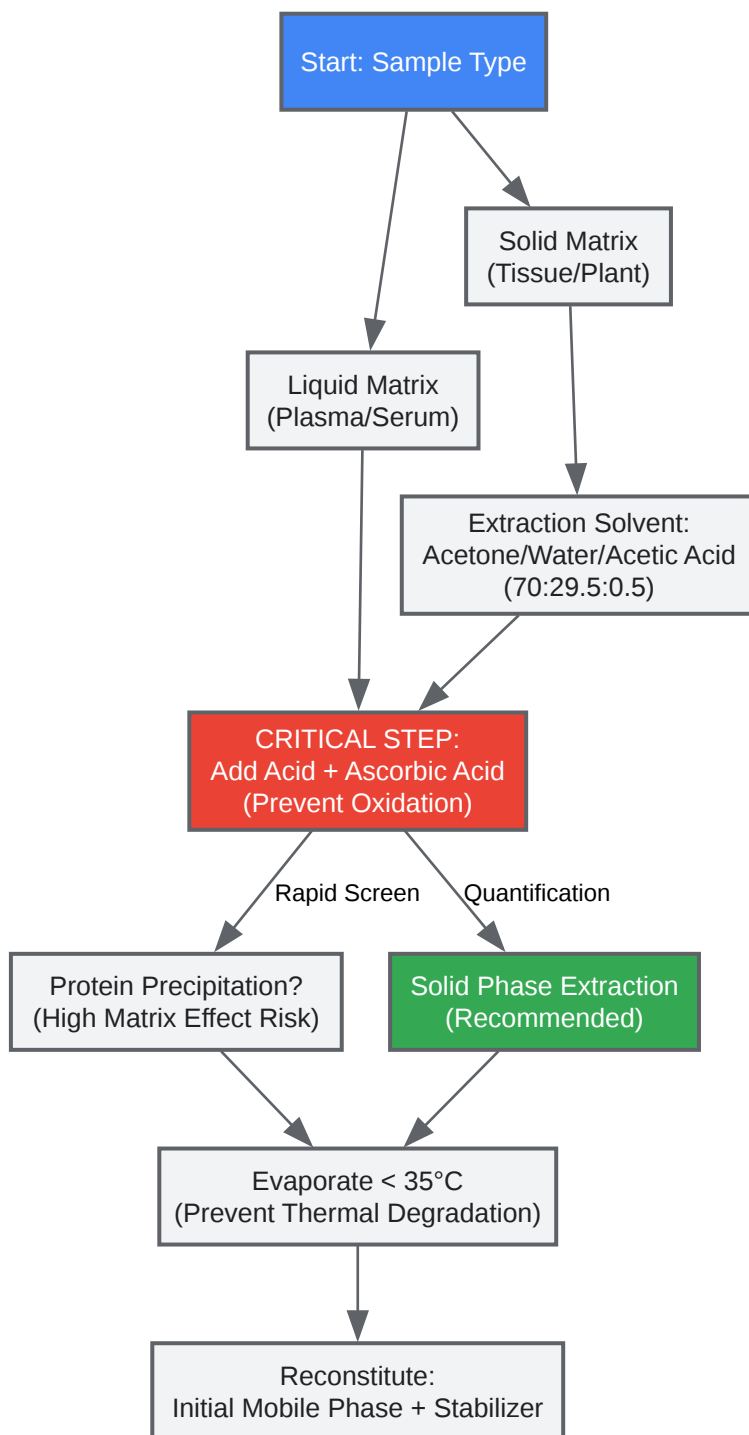 Start: Sample Type
Solid Matrix
(Tissue/Plant)
Liquid Matrix
(Plasma/Serum)
Extraction Solvent:
Acetone/Water/Acetic Acid
(70:29.5:0.5)
CRITICAL STEP:
Add Acid + Ascorbic Acid
(Prevent Oxidation)
Rapid Screen
Quantification
Protein Precipitation?
(High Matrix Effect Risk)
Solid Phase Extraction
(Recommended)
Evaporate < 35°C
(Prevent Thermal Degradation)
Reconstitute:
Initial Mobile Phase + Stabilizer